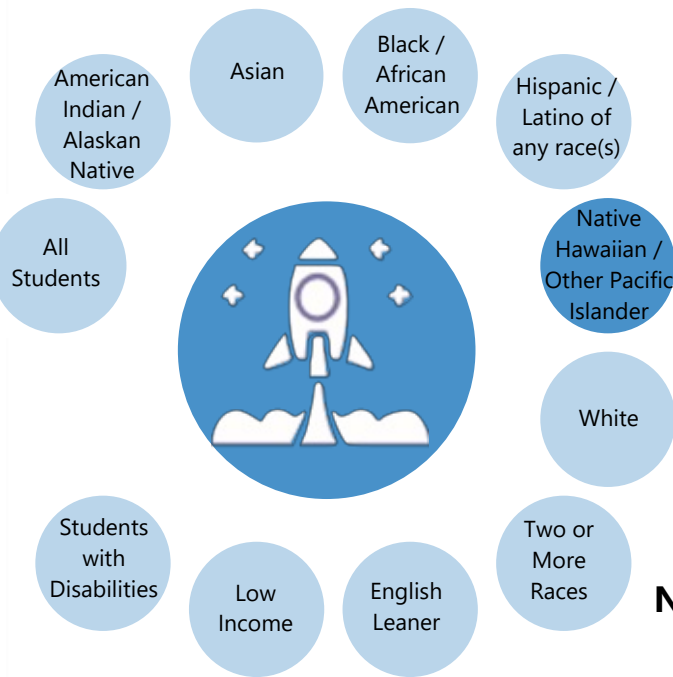 Asian
Black /
African
American
American
Indian /
Alaskan
Native
Hispanic /
Latino of
any race(s)
All
Students
Native
Hawaiian /
Other Pacific
Islander
White
Students
with
Disabilities
Low
Income
English
Leaner
Two or
More
Races
N